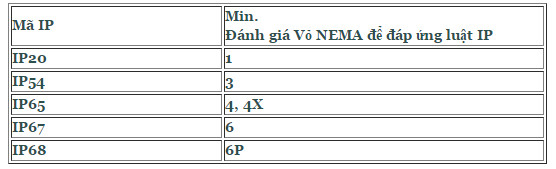 Mã IP
Min.
Đánh giá Vỏ NEMA để đáp ứng luật IP
IP20
1
IP54
3
IP65
4, 4X
IP67
6
IP68
6P